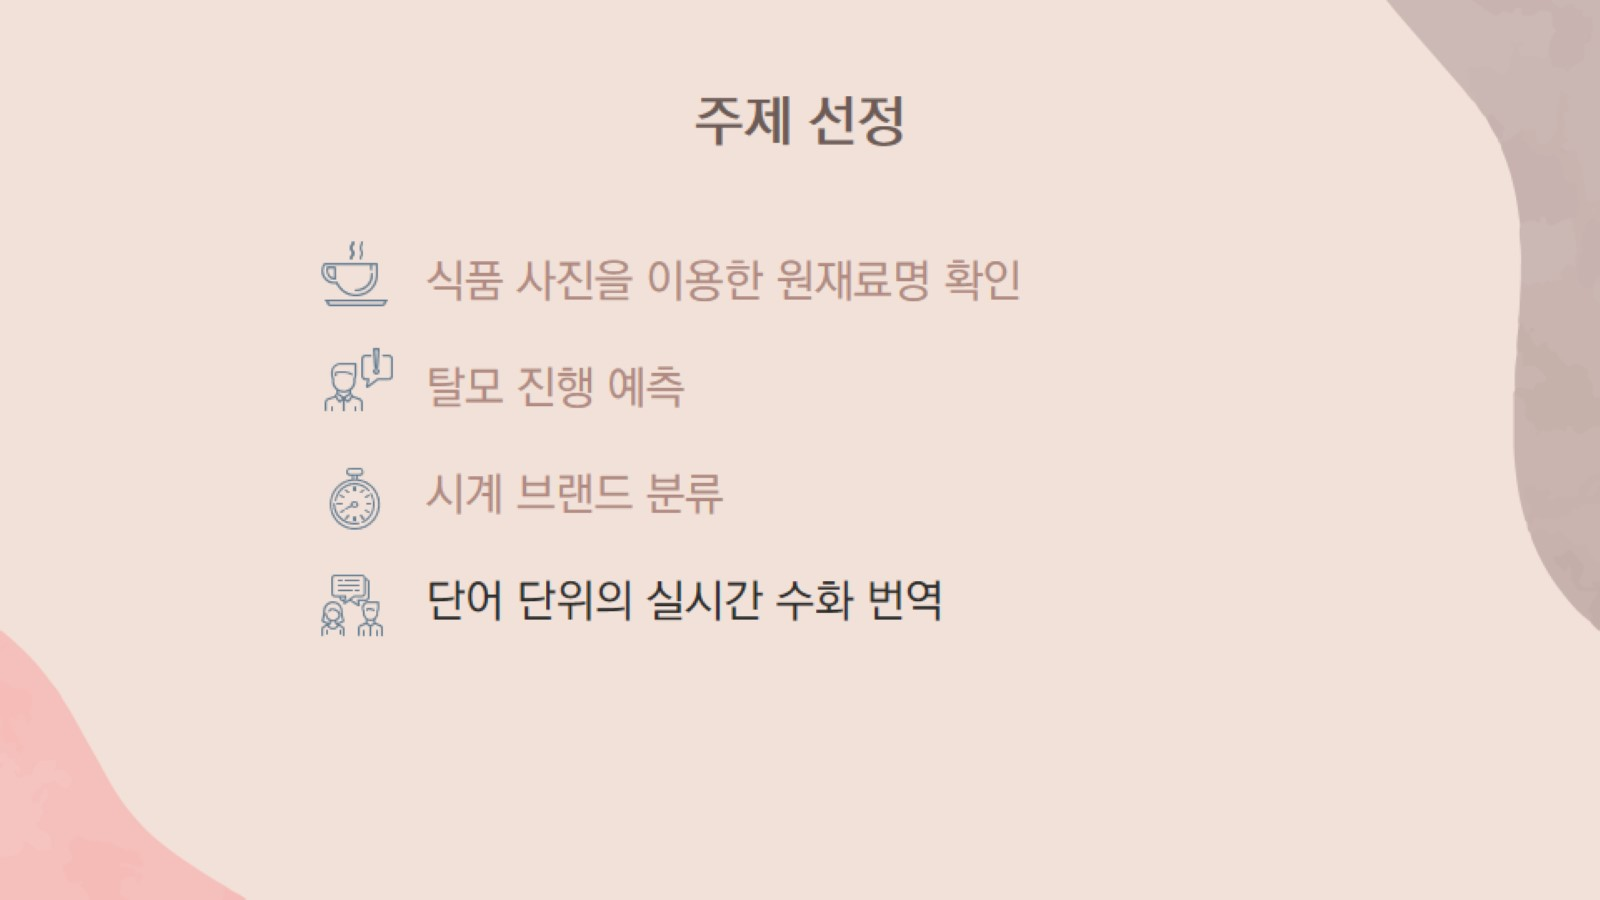 주제 선정
식품 사진을 이용한 원재료명 확인
탈모 진행 예측
시계 브랜드 분류
단어 단위의 실시간 수화 번역